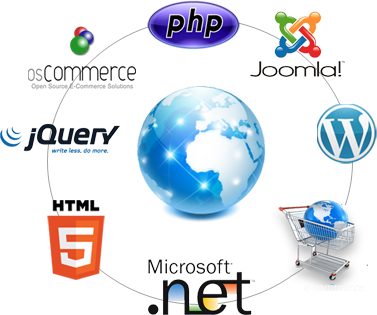 php
osCommerce
Open Source E-Commerce Solutions
Joomla!
jQuery
write less, do more.
W
HTML
5
Microsoft
.net